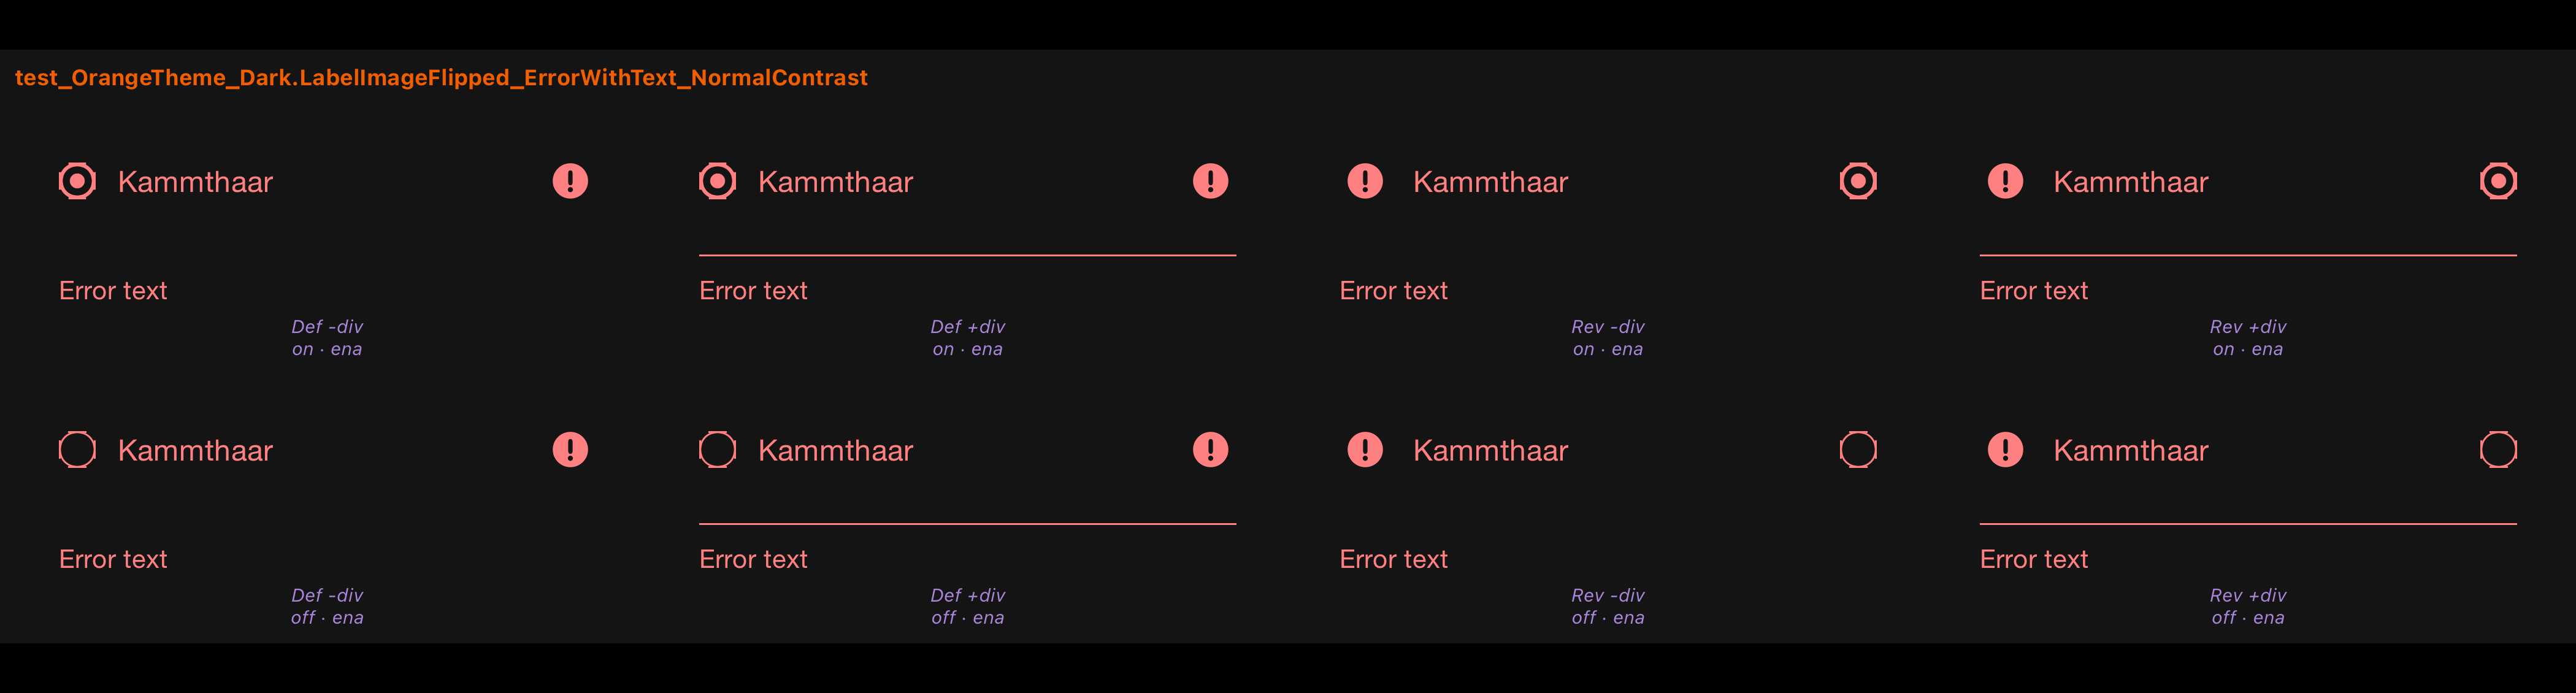 test_OrangeTheme_Dark.LabelImageFlipped_ErrorWithText_NormalContrast
Kammthaar
Kammthaar
Kammthaar
Kammthaar
Error text
Error text
Error text
Error text
Def -div
on · ena
Def +div
on · ena
Rev -div
on · ena
Rev +div
on · ena
Kammthaar
Kammthaar
Kammthaar
Kammthaar
Error text
Error text
Error text
Error text
Def -div
off · ena
Def +div
off · ena
Rev -div
off · ena
Rev +div
off · ena